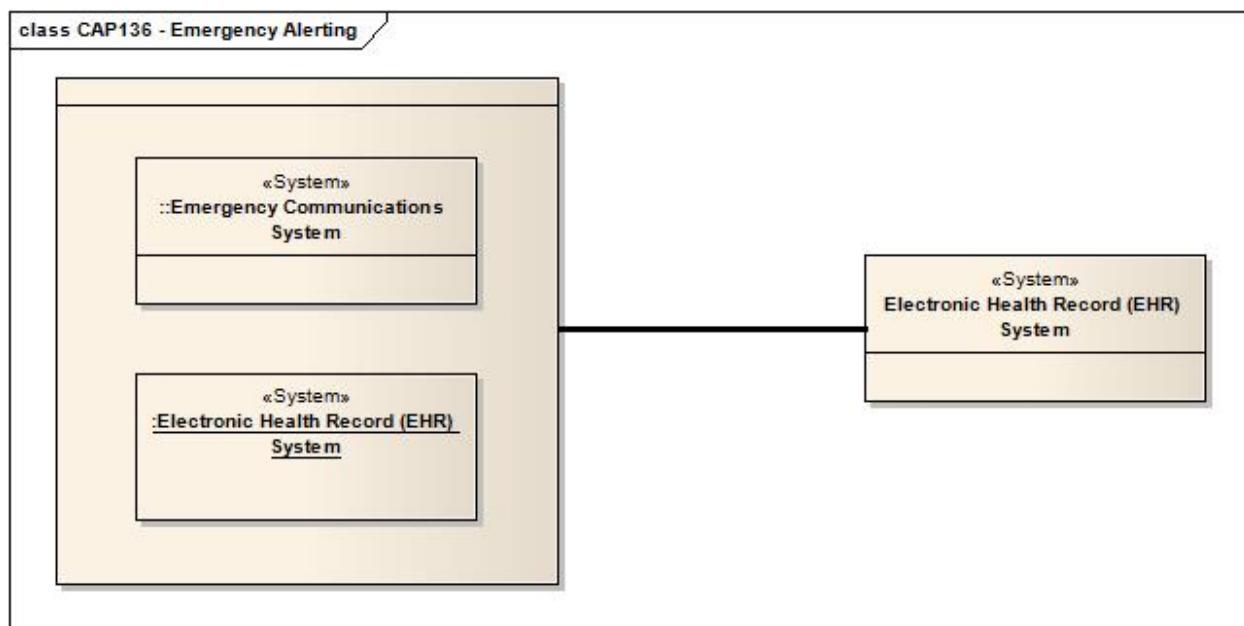 class CAP136 - Emergency Alerting
«System»
::Emergency Communications
System
«System»
:Electronic Health Record (EHR)
System
«System»
Electronic Health Record (EHR)
System